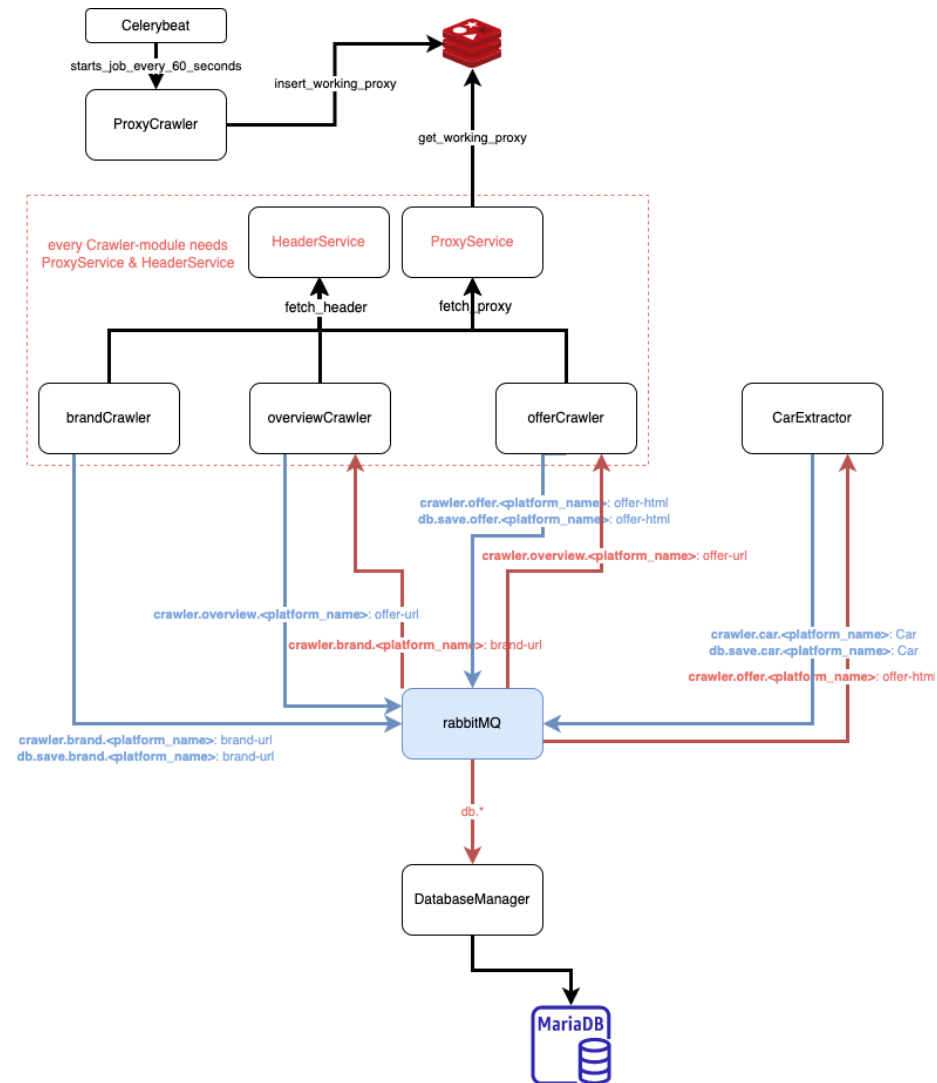 Celerybeat
starts_job_every_60_seconds
insert_working_proxy
ProxyCrawler
get_working_proxy
every Crawler-module needs
ProxyService & HeaderService
HeaderService
ProxyService
fetch_header
fetch_proxy
brandCrawler
overviewCrawler
offerCrawler
CarExtractor
crawler.offer.<platform_name>: offer-html
db.save.offer.<platform_name>: offer-html
crawler.overview.<platform_name>: offer-url
crawler.overview.<platform_name>: offer-url
crawler.brand.<platform_name>: brand-url
crawler.car.<platform_name>: Car
db.save.car.<platform_name>: Car
crawler.offer.<platform_name>: offer-html
rabbitMQ
crawler.brand.<platform_name>: brand-url
db.save.brand.<platform_name>: brand-url
db.*
DatabaseManager
MariaDB